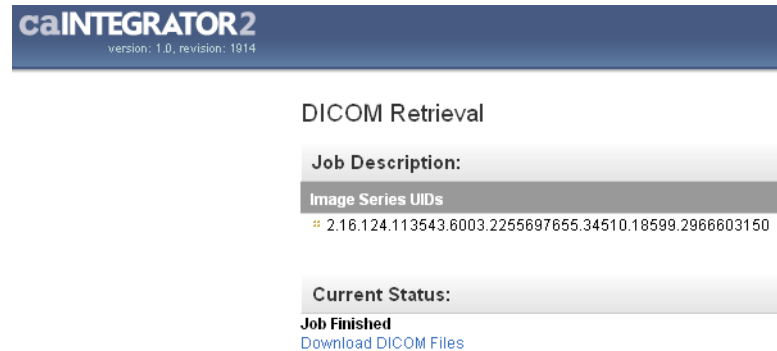 caINTEGRATOR2
version: 1.0, revision: 1914
DICOM Retrieval
Job Description:
Image Series UIDs
2.16.124.113543.6003.2255697655.34510.18599.2966603150
Current Status:
Job Finished
Download DICOM Files